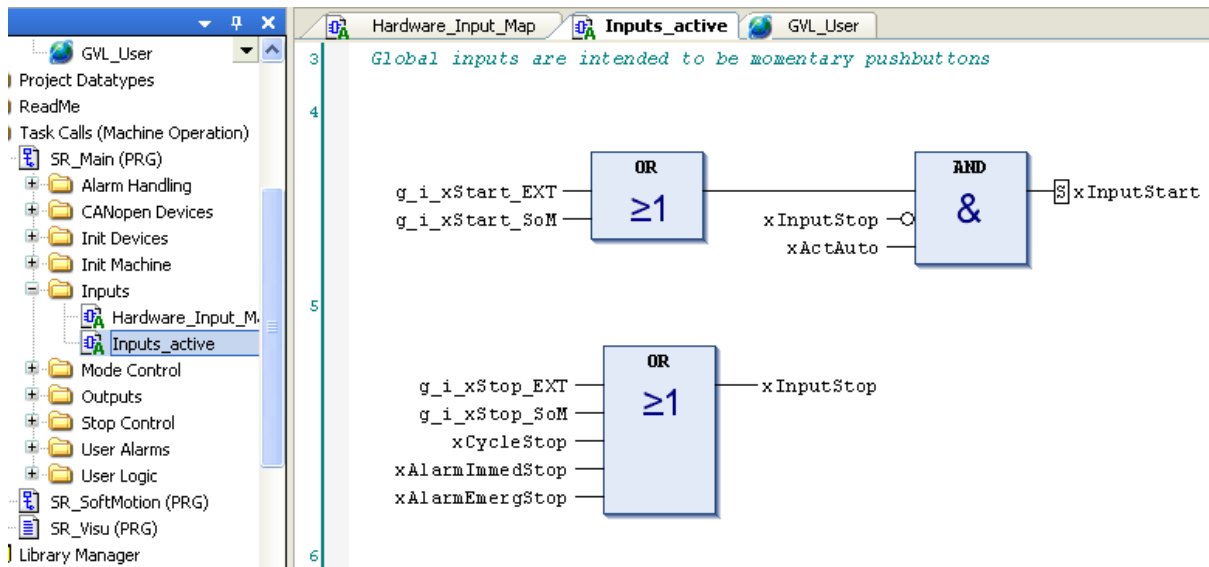 GVL_User
Project Datatypes
ReadMe
Task Calls (Machine Operation)
SR_Main (PRG)
Alarm Handling
CANopen Devices
Init Devices
Init Machine
Inputs
Hardware_Input_M
Inputs_active
Mode Control
Outputs
Stop Control
User Alarms
User Logic
SR_SoftMotion (PRG)
SR_Visu (PRG)
Library Manager
Hardware_Input_Map
Inputs_active
GVL_User
3
Global inputs are intended to be momentary pushbuttons
4
OR
≥1
g_i_xStart_EXT
g_i_xStart_SoM
AND
&
xInputStop
xActAuto
S xInputStart
5
OR
≥1
g_i_xStop_EXT
g_i_xStop_SoM
xCycleStop
xAlarmImmedStop
xAlarmEmergStop
xInputStop
6